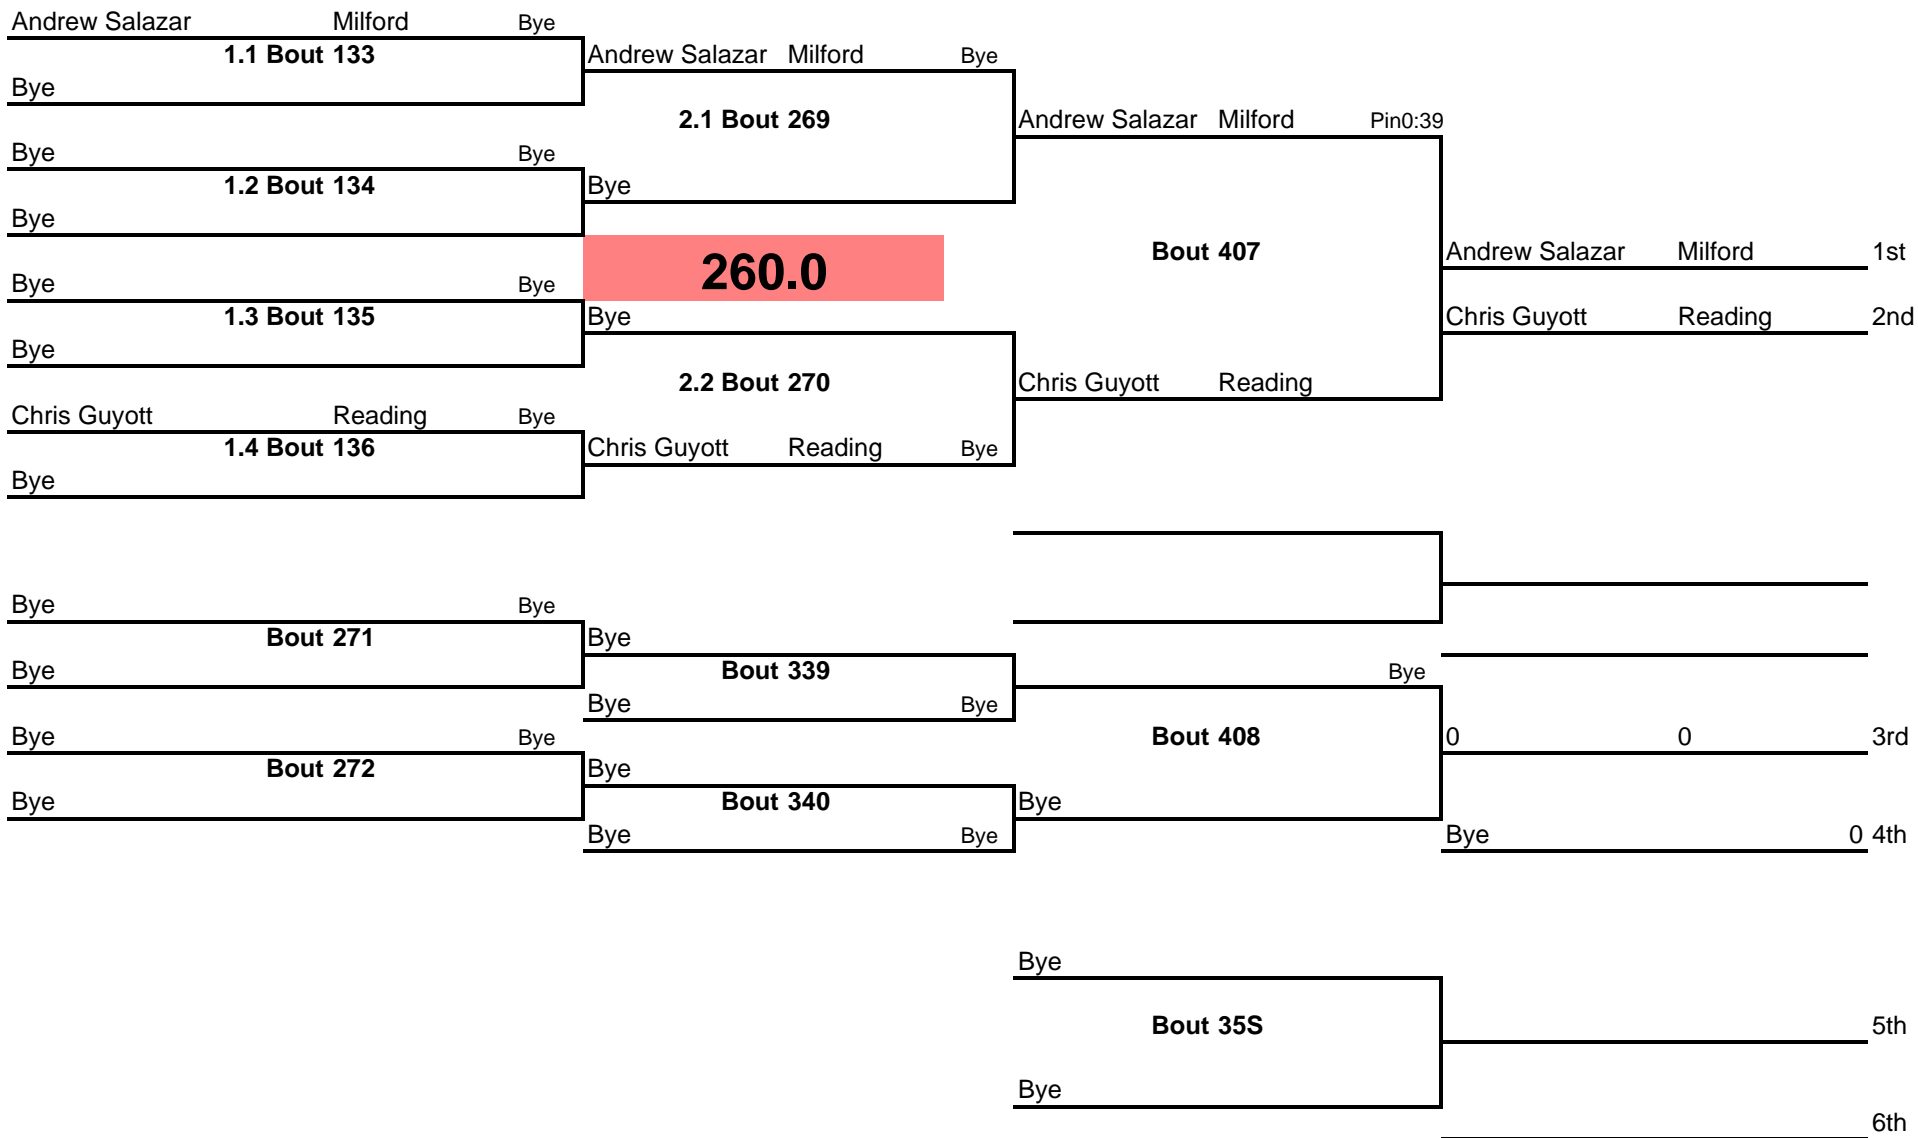 Andrew Salazar Milford Bye
1.1 Bout 133 Andrew Salazar Milford Bye
Bye
2.1 Bout 269 Andrew Salazar Milford Pin0:39
Bye Bye
1.2 Bout 134 Bye
Bye
260.0 Bout 407 Andrew Salazar Milford 1st
Bye Bye
1.3 Bout 135 Bye Chris Guyott Reading 2nd
Bye
2.2 Bout 270 Chris Guyott Reading
Chris Guyott Reading Bye
1.4 Bout 136 Chris Guyott Reading Bye
Bye
Bye Bye
Bout 271 Bye
Bye Bout 339 Bye
Bye Bye
Bye Bye Bout 408 0 0 3rd
Bout 272 Bye
Bye Bout 340 Bye
Bye Bye Bye 0 4th
Bye
Bout 35S 5th
Bye
6th